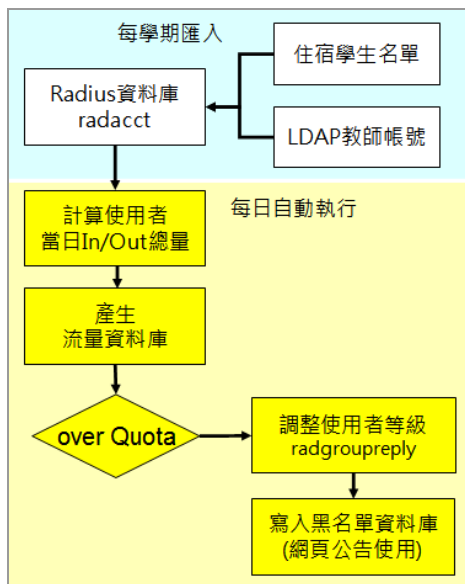 每學期匯入
住宿學生名單
Radius資料庫
radacct
LDAP教師帳號
每日自動執行
計算使用者
當日In/Out總量
產生
流量資料庫
over Quota
調整使用者等級
radgroupreply
寫入黑名單資料庫
(網頁公告使用)